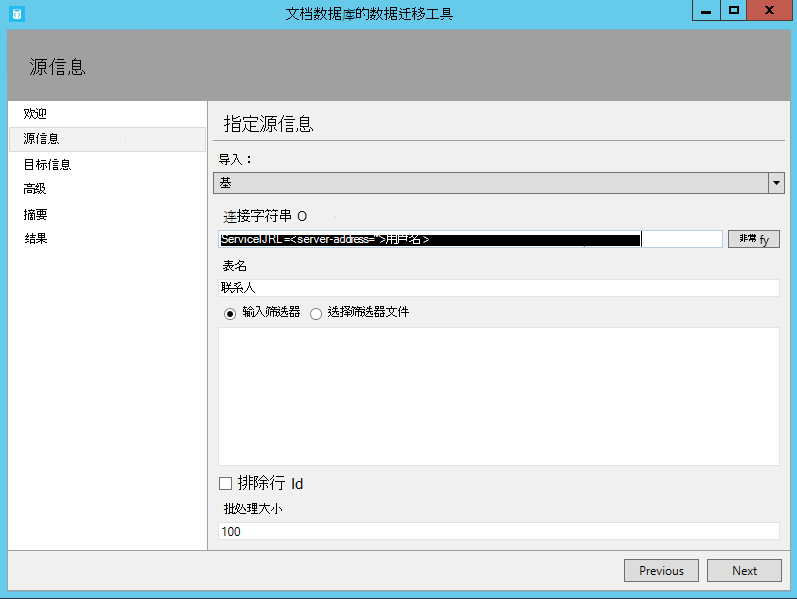 文档数据库的数据迁移工具
源信息
欢迎
源信息
目标信息
高级
摘要
结果
指定源信息
导入：
基
连接字符串 O
ServiceIJRL=<server-address=">用户名>
非常 fy
表名
联系人
输入筛选器 选择筛选器文件
排除行 Id
批处理大小
100
Previous Next